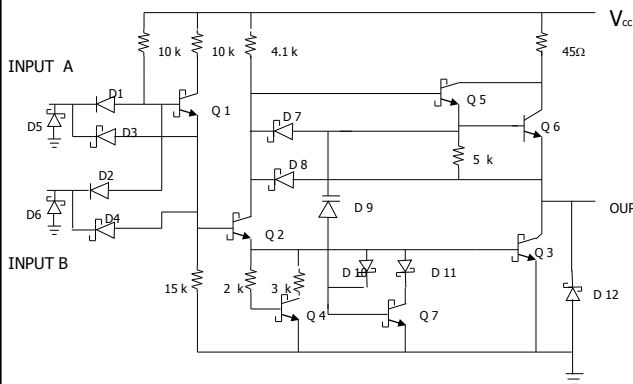 Vcc
10 k
10 k
4.1 k
45Ω
INPUT A
D1
Q 1
Q 5
D5
D3
D 7
Q 6
5 k
D2
D 8
D6
D4
D 9
OUP
Q 2
INPUT B
D 10
D 11
Q 3
15 k
2 k
3 k
Q 4
Q 7
D 12